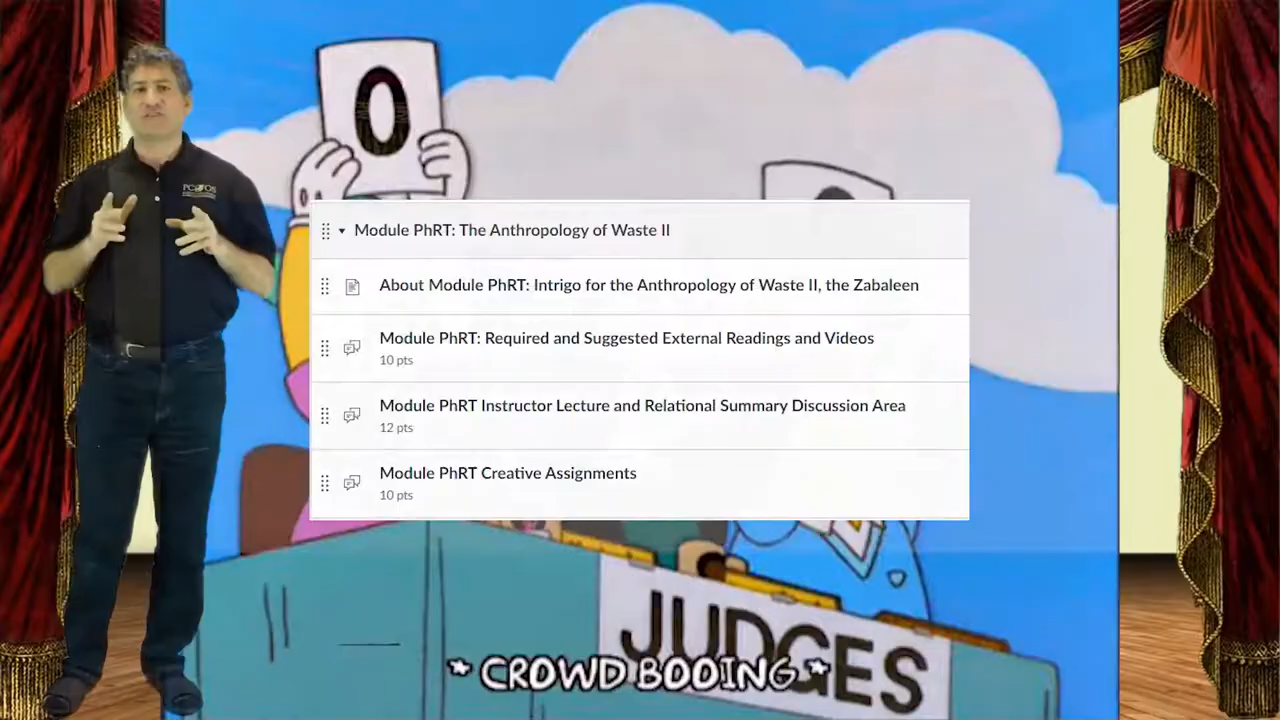 0
PC
OS
Module PhRT: The Anthropology of Waste II
About Module PhRT: Intrigo for the Anthropology of Waste II, the Zabaleen
Module PhRT: Required and Suggested External Readings and Videos
10 pts
Module PhRT Instructor Lecture and Relational Summary Discussion Area
12 pts
Module PhRT Creative Assignments
10 pts
JUDGES
* CROWD BOOING *